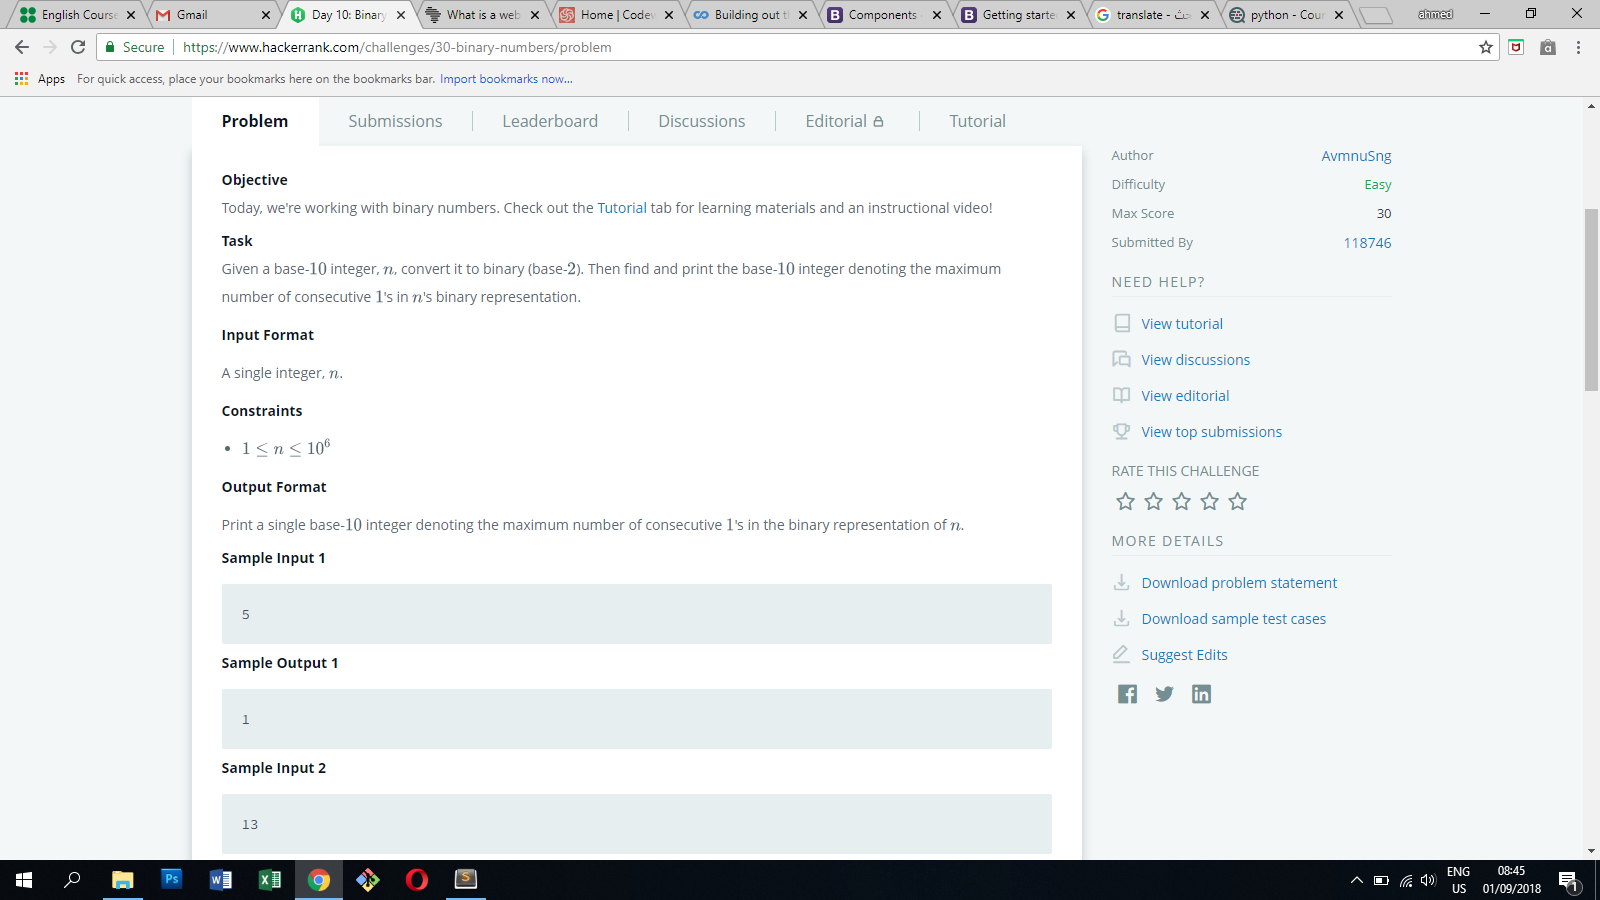 English Course
Gmail
Day 10: Binary
What is a web
Home | Codew
Building out t
Components
Getting starte
translate - بحث
python - Cour
ahmed
Secure https://www.hackerrank.com/challenges/30-binary-numbers/problem
Apps For quick access, place your bookmarks here on the bookmarks bar. Import bookmarks now...
Problem Submissions Leaderboard Discussions Editorial Tutorial
Objective
Today, we're working with binary numbers. Check out the Tutorial tab for learning materials and an instructional video!
Task
Given a base-10 integer, n, convert it to binary (base-2). Then find and print the base-10 integer denoting the maximum
number of consecutive 1's in n's binary representation.
Input Format
A single integer, n.
Constraints
• 1 ≤ n ≤ 10⁶
Output Format
Print a single base-10 integer denoting the maximum number of consecutive 1's in the binary representation of n.
Sample Input 1
5
Sample Output 1
1
Sample Input 2
13
Author AvmnuSng
Difficulty Easy
Max Score 30
Submitted By 118746
NEED HELP?
View tutorial
View discussions
View editorial
View top submissions
RATE THIS CHALLENGE
MORE DETAILS
Download problem statement
Download sample test cases
Suggest Edits
ENG
US
08:45
01/09/2018
1